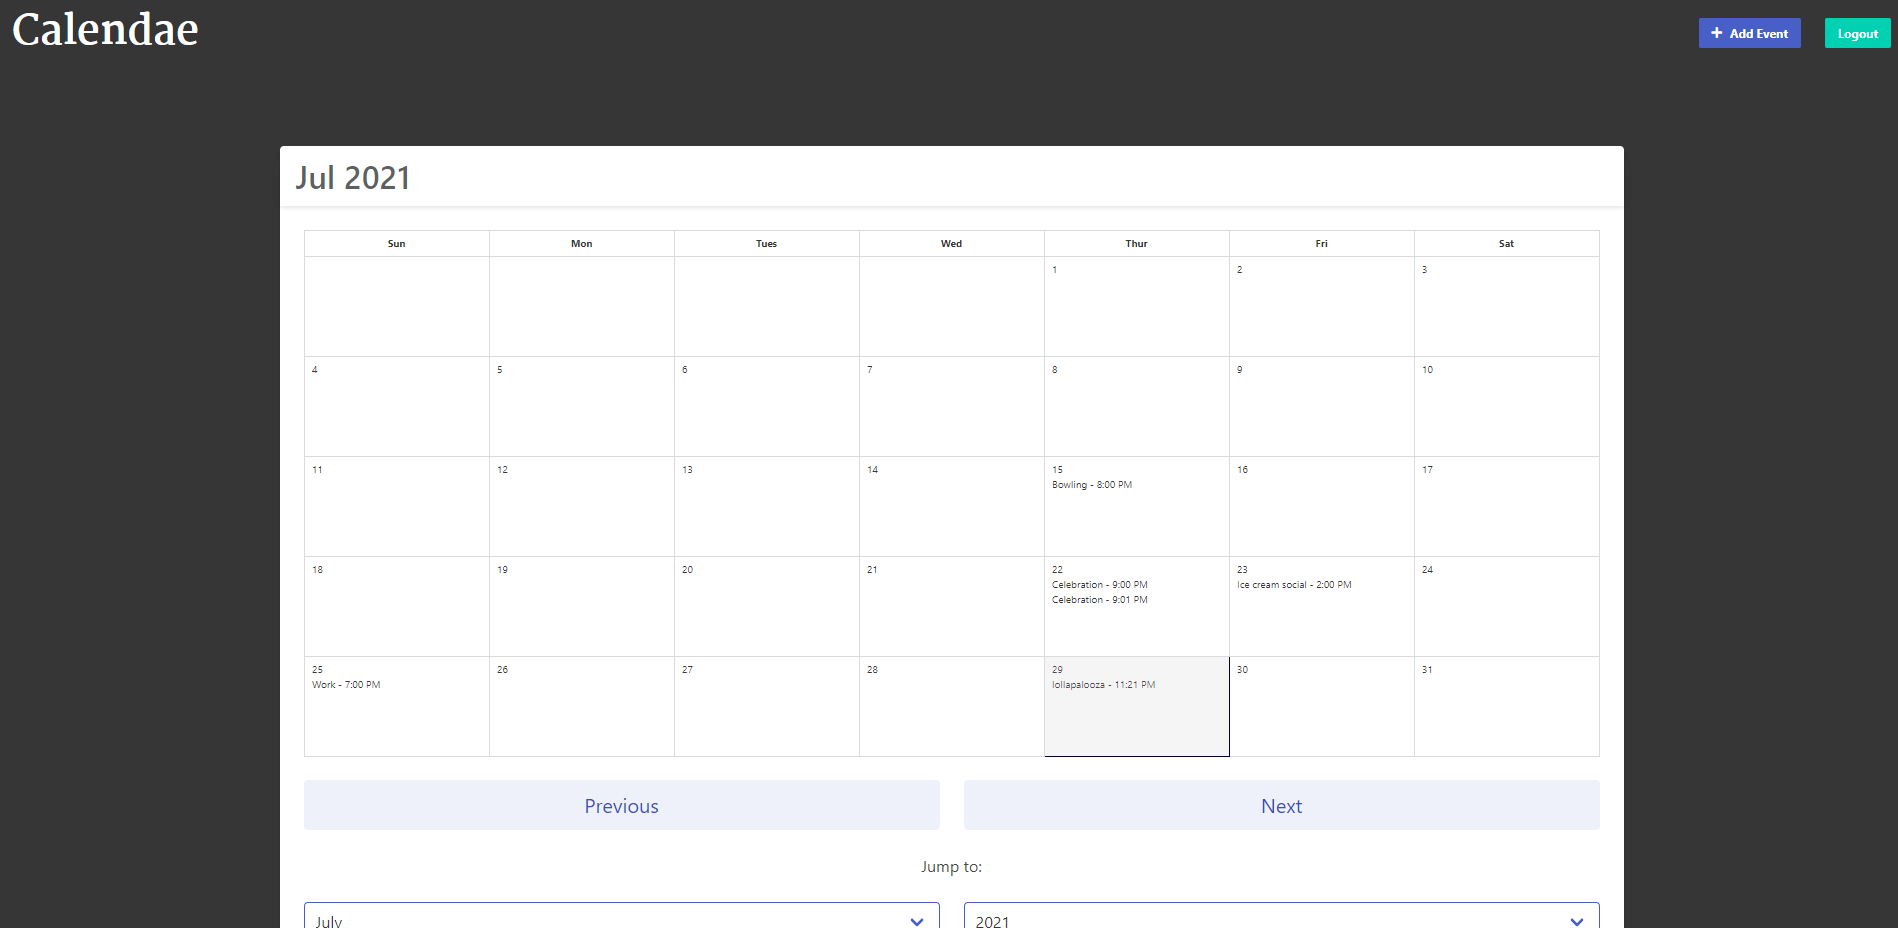 Calendae
Add Event
Logout
Jul 2021
Sun Mon Tues Wed Thur Fri Sat
1 2 3
4 5 6 7 8 9 10
11 12 13 14 15 16 17
Bowling - 8:00 PM
18 19 20 21 22 23 24
Celebration - 9:00 PM Ice cream social - 2:00 PM
Celebration - 9:01 PM
25 26 27 28 29 30 31
Work - 7:00 PM lollapalooza - 11:21 PM
Previous Next
Jump to:
July 2021